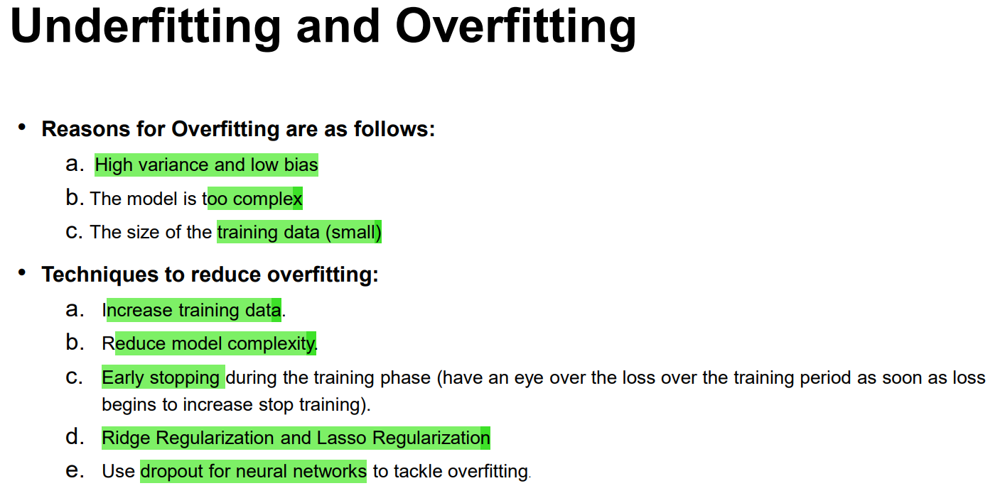 Underfitting and Overfitting
• Reasons for Overfitting are as follows:
a. High variance and low bias
b. The model is too complex
c. The size of the training data (small)
• Techniques to reduce overfitting:
a. Increase training data.
b. Reduce model complexity.
c. Early stopping during the training phase (have an eye over the loss over the training period as soon as loss
begins to increase stop training).
d. Ridge Regularization and Lasso Regularization
e. Use dropout for neural networks to tackle overfitting.